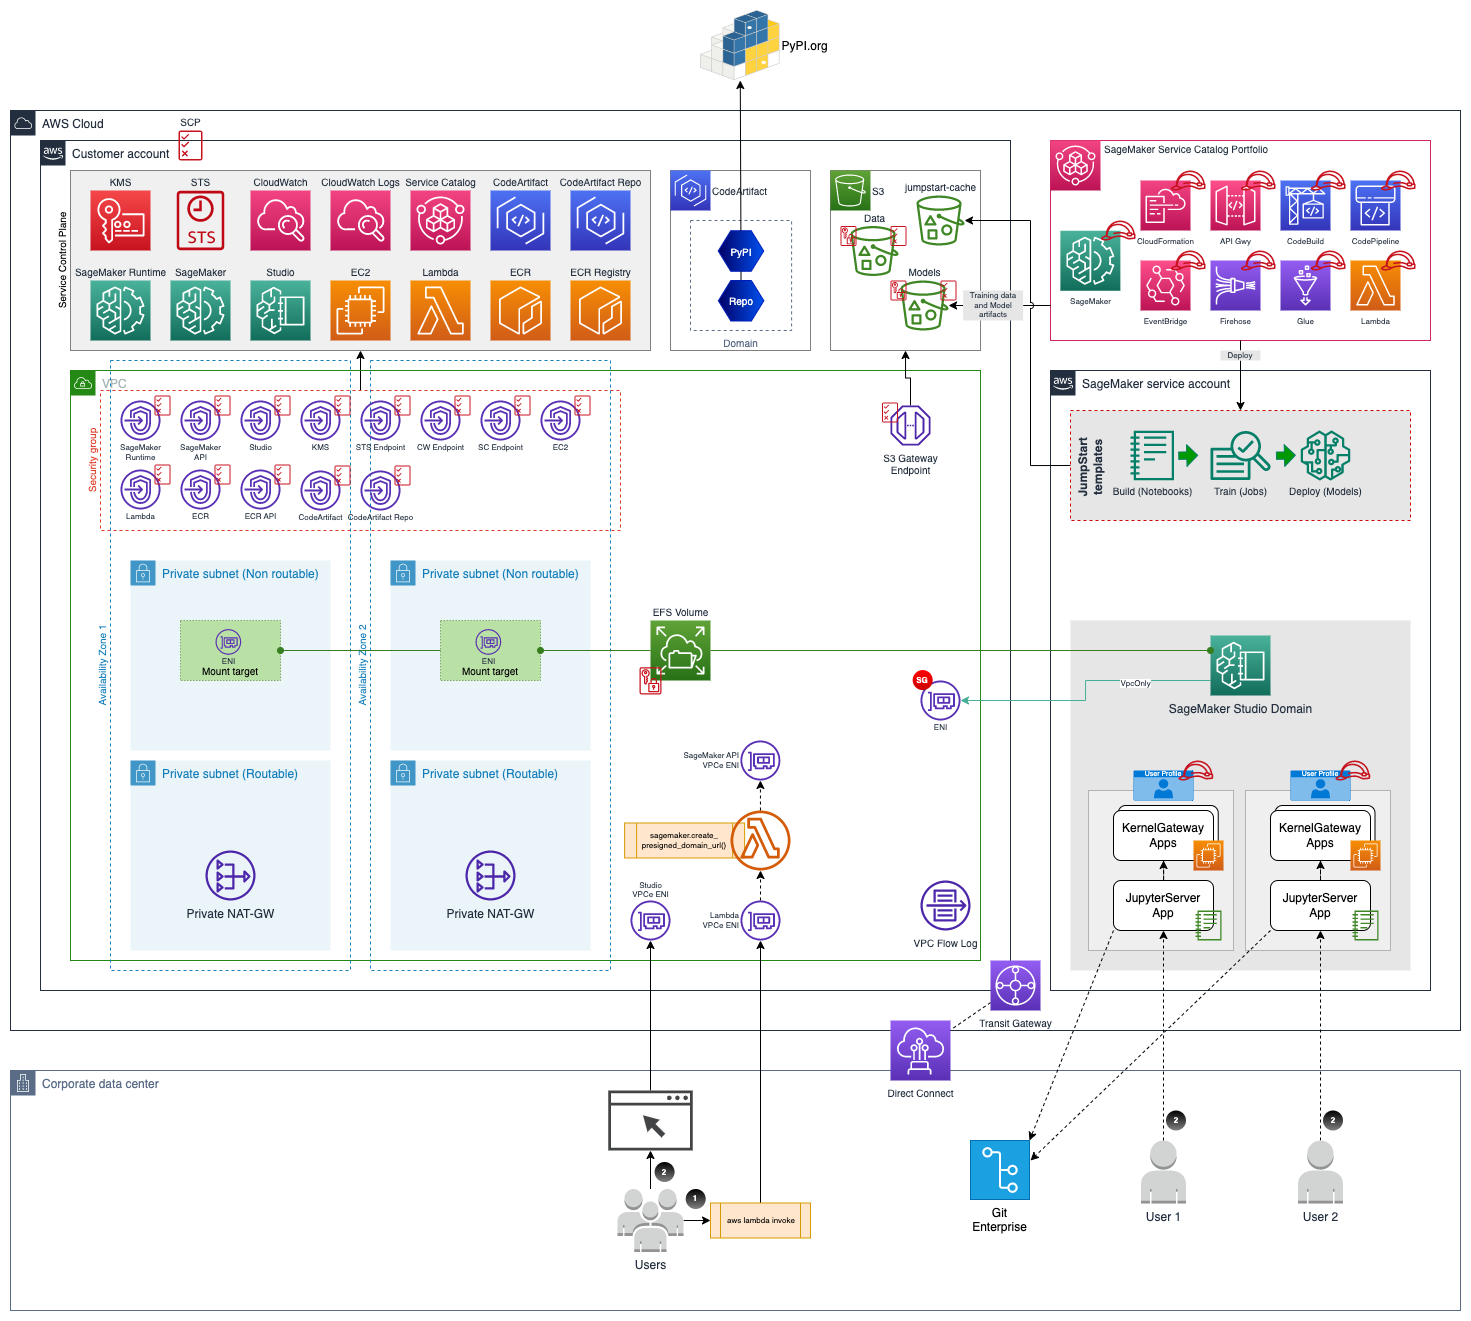 PyPI.org
AWS Cloud
SCP
aws
Customer account
Service Control Plane
KMS
STS
CloudWatch
CloudWatch Logs
Service Catalog
CodeArtifact
CodeArtifact Repo
STS
SageMaker Runtime
SageMaker
Studio
EC2
Lambda
ECR
ECR Registry
CodeArtifact
PyPI
Repo
Domain
S3
jumpstart-cache
Data
Models
Training data
and Model
artifacts
SageMaker Service Catalog Portfolio
SageMaker
CloudFormation
API Gwy
CodeBuild
CodePipeline
EventBridge
Firehose
Glue
Lambda
Deploy
VPC
Security group
SageMaker
Runtime
SageMaker
API
Studio
KMS
STS Endpoint
CW Endpoint
SC Endpoint
EC2
Lambda
ECR
ECR API
CodeArtifact
CodeArtifact Repo
S3 Gateway
Endpoint
aws
SageMaker service account
JumpStart
templates
Build (Notebooks)
Train (Jobs)
Deploy (Models)
Availability Zone 1
Private subnet (Non routable)
ENI
Mount target
Availability Zone 2
Private subnet (Non routable)
ENI
Mount target
EFS Volume
SG
ENI
VpcOnly
SageMaker Studio Domain
Private subnet (Routable)
Private NAT-GW
Private subnet (Routable)
Private NAT-GW
SageMaker API
VPCe ENI
sagemaker.create_
presigned_domain_url()
Studio
VPCe ENI
Lambda
VPCe ENI
VPC Flow Log
User Profile
KernelGateway
Apps
JupyterServer
App
User Profile
KernelGateway
Apps
JupyterServer
App
Transit Gateway
Direct Connect
Corporate data center
2
1
aws lambda invoke
Users
Git
Enterprise
2
User 1
2
User 2